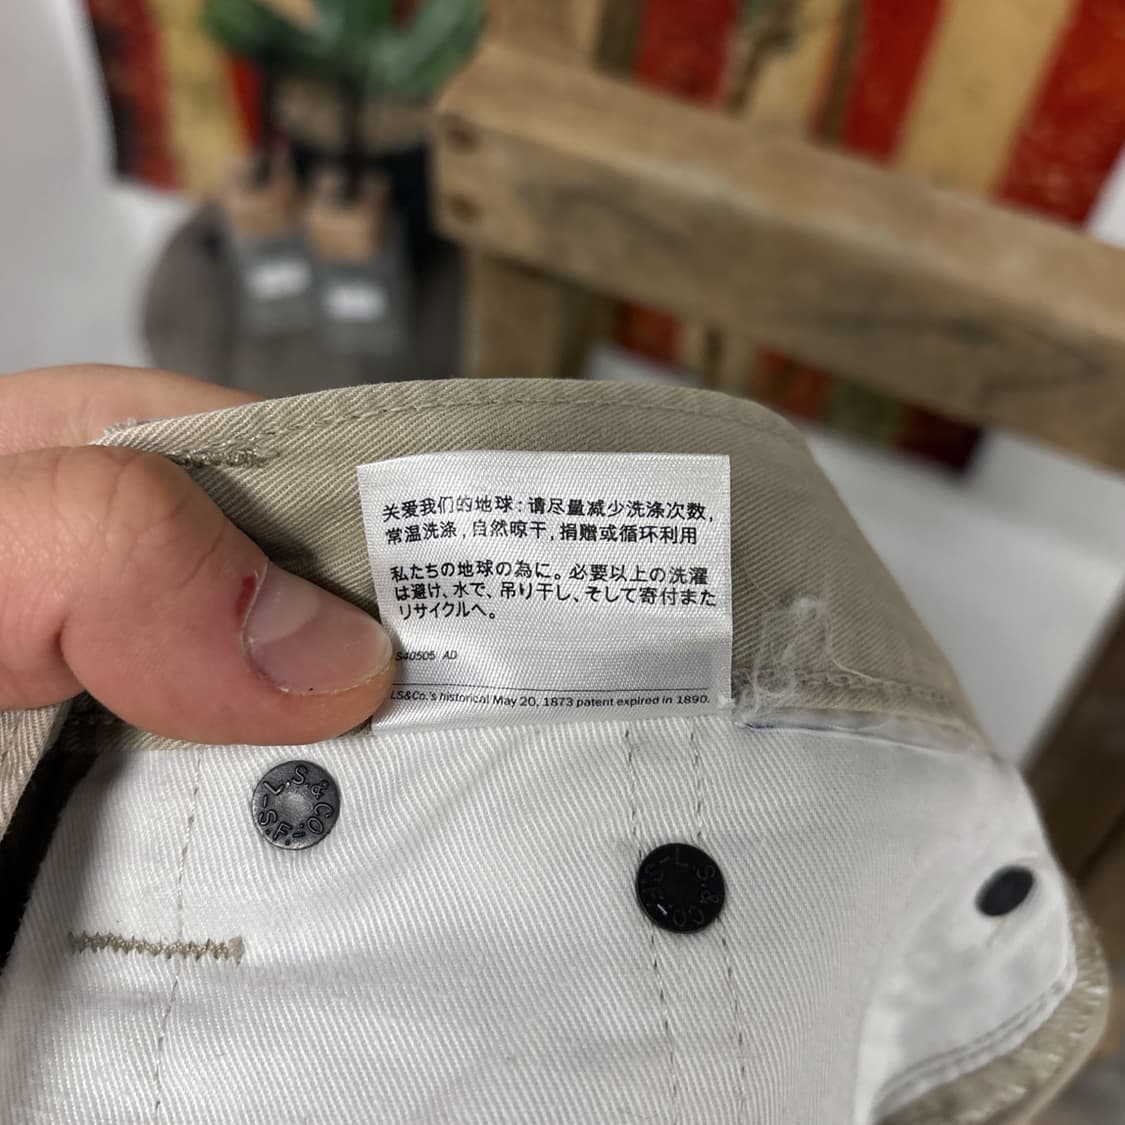 关爱我们的地球：请尽量减少洗涤次数，
常温洗涤，自然晾干，捐赠或循环利用
私たちの地球の為に。必要以上の洗濯
は避け、水で、吊り干し、そして寄付また
リサイクルへ。
S40505 AD
LS&Co.'s historical May 20, 1873 patent expired in 1890.
-L.S.&CO.-S.F.-
-L.S.&CO.-S.F.-